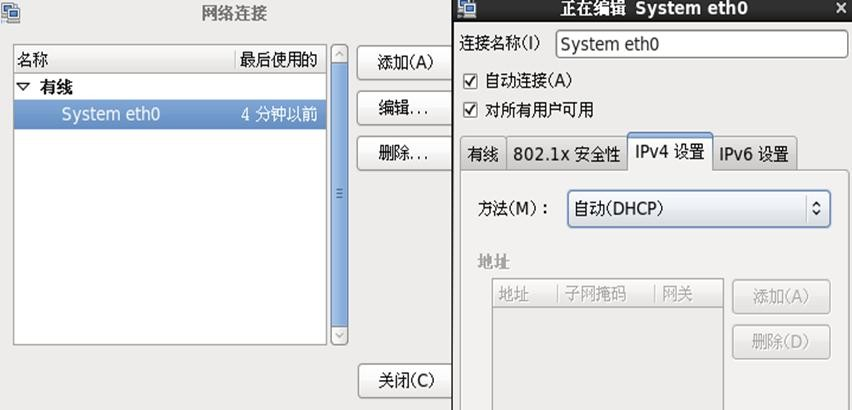 网络连接
名称 最后使用的
有线
System eth0 4 分钟以前
添加(A)
编辑...
删除...
关闭(C)
正在编辑 System eth0
连接名称(I) System eth0
自动连接(A)
对所有用户可用
有线 802.1x 安全性 IPv4 设置 IPv6 设置
方法(M)： 自动(DHCP)
地址
地址 子网掩码 网关
添加(A)
删除(D)